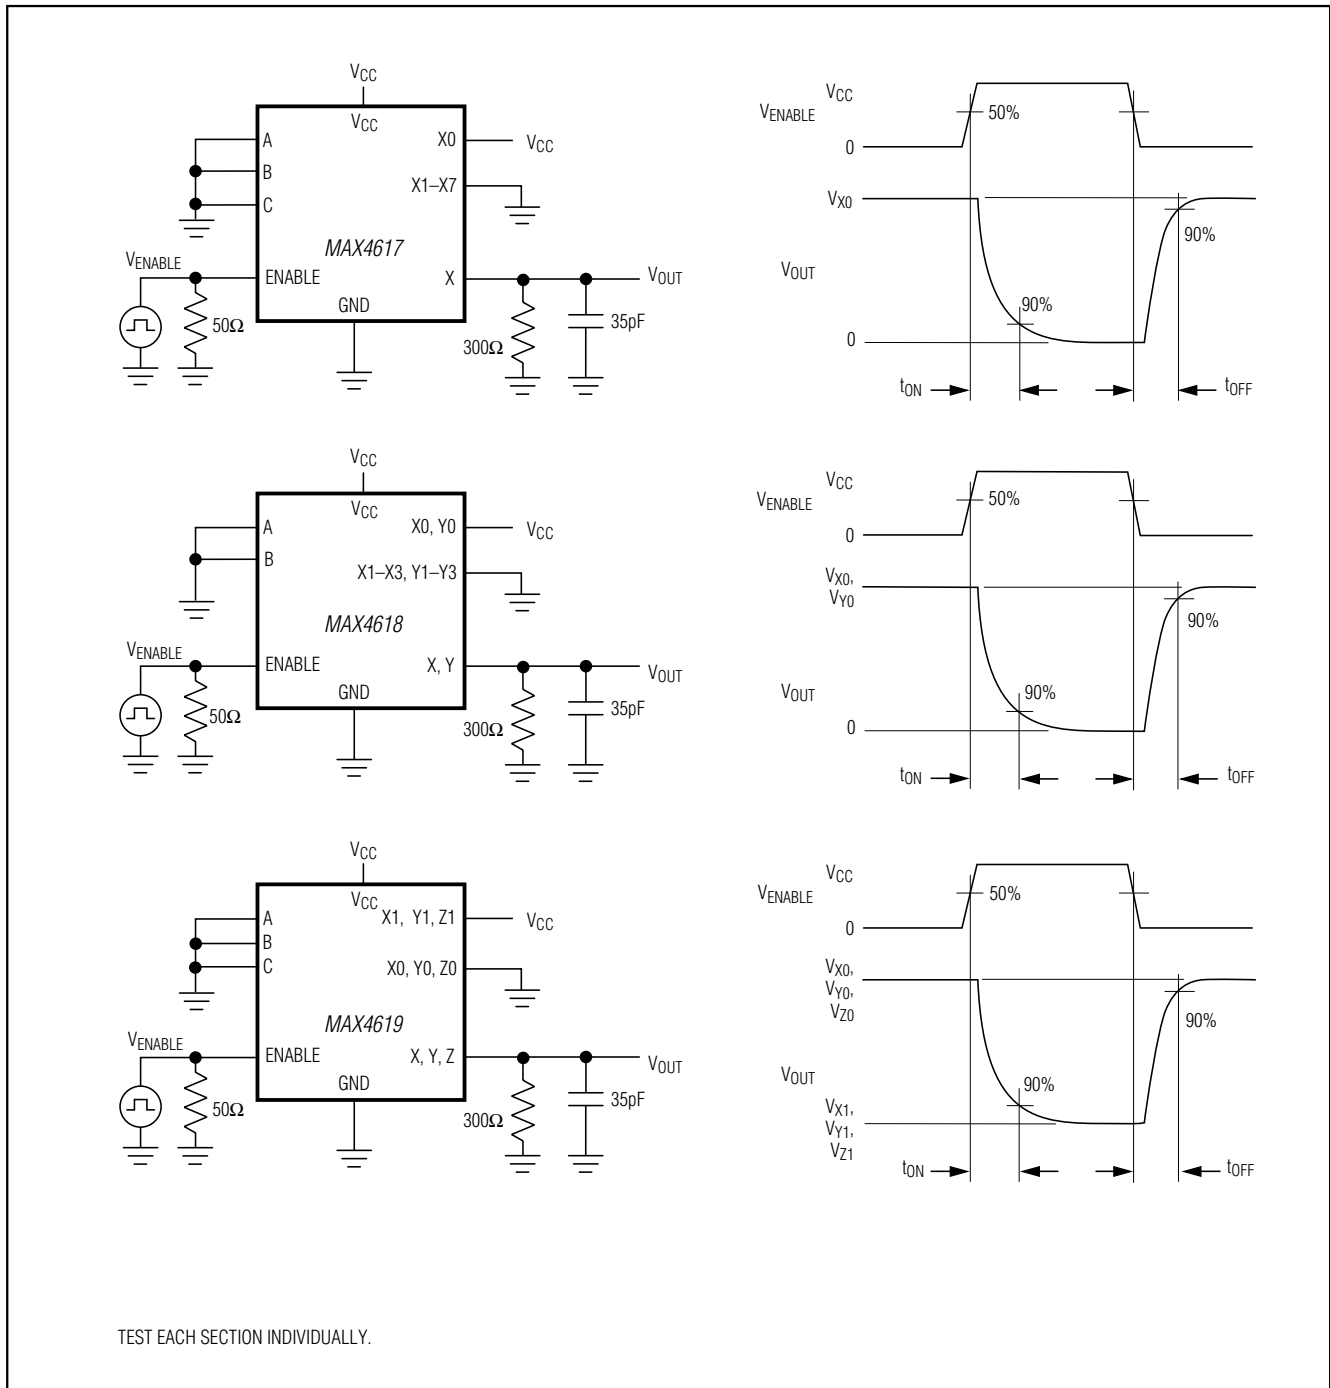 VCC
VCC
A
X0
VCC
B
X1–X7
C
MAX4617
VENABLE
ENABLE
X
VOUT
GND
50Ω
300Ω
35pF
VCC
VENABLE
50%
0
VX0
90%
VOUT
90%
0
tON
tOFF
VCC
VCC
A
X0, Y0
VCC
B
X1–X3, Y1–Y3
MAX4618
VENABLE
ENABLE
X, Y
VOUT
GND
50Ω
300Ω
35pF
VCC
VENABLE
50%
0
VX0,
VY0
90%
VOUT
90%
0
tON
tOFF
VCC
VCC
A
X1, Y1, Z1
VCC
B
C
X0, Y0, Z0
MAX4619
VENABLE
ENABLE
X, Y, Z
VOUT
GND
50Ω
300Ω
35pF
VCC
VENABLE
50%
0
VX0,
VY0,
VZ0
90%
VOUT
90%
VX1,
VY1,
VZ1
tON
tOFF
TEST EACH SECTION INDIVIDUALLY.